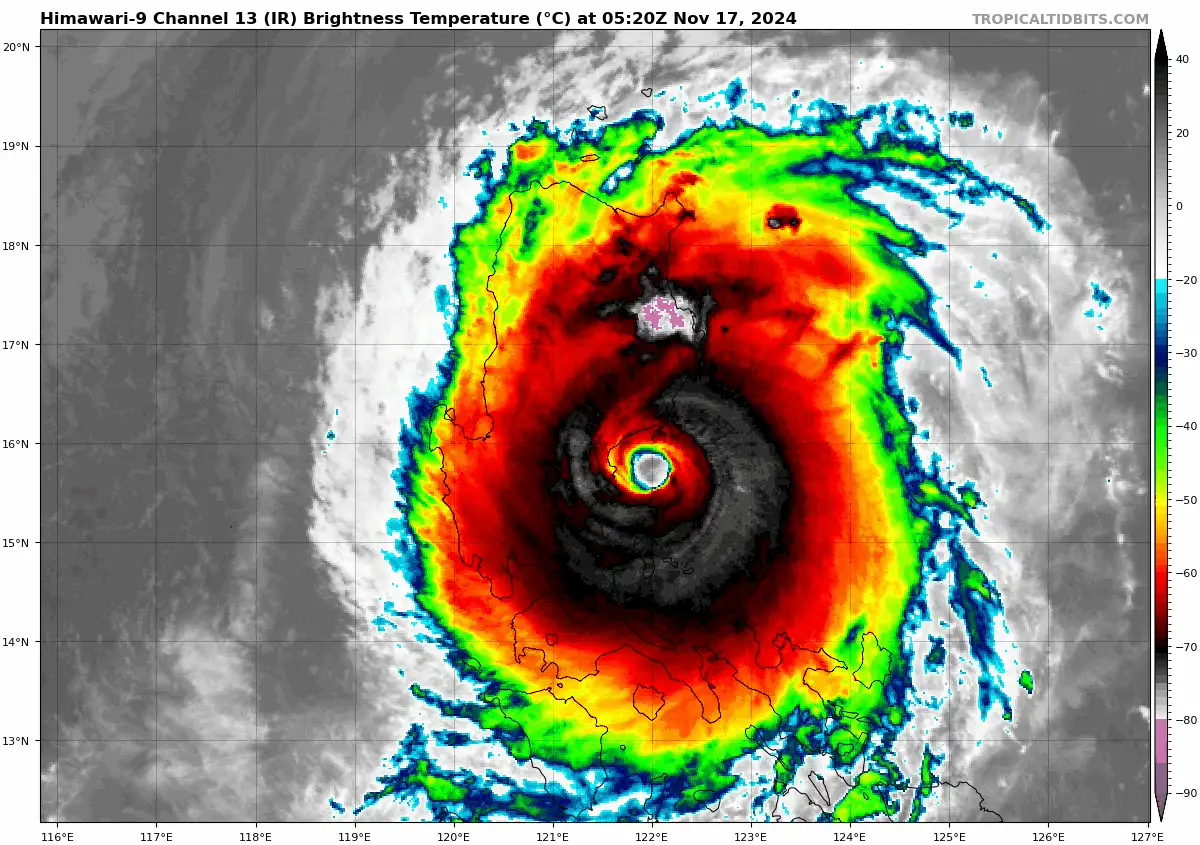 Himawari-9 Channel 13 (IR) Brightness Temperature (°C) at 05:20Z Nov 17, 2024
TROPICALTIDBITS.COM
20°N
19°N
18°N
17°N
16°N
15°N
14°N
13°N
116°E 117°E 118°E 119°E 120°E 121°E 122°E 123°E 124°E 125°E 126°E 127°E
40
20
0
−20
−30
−40
−50
−60
−70
−80
−90